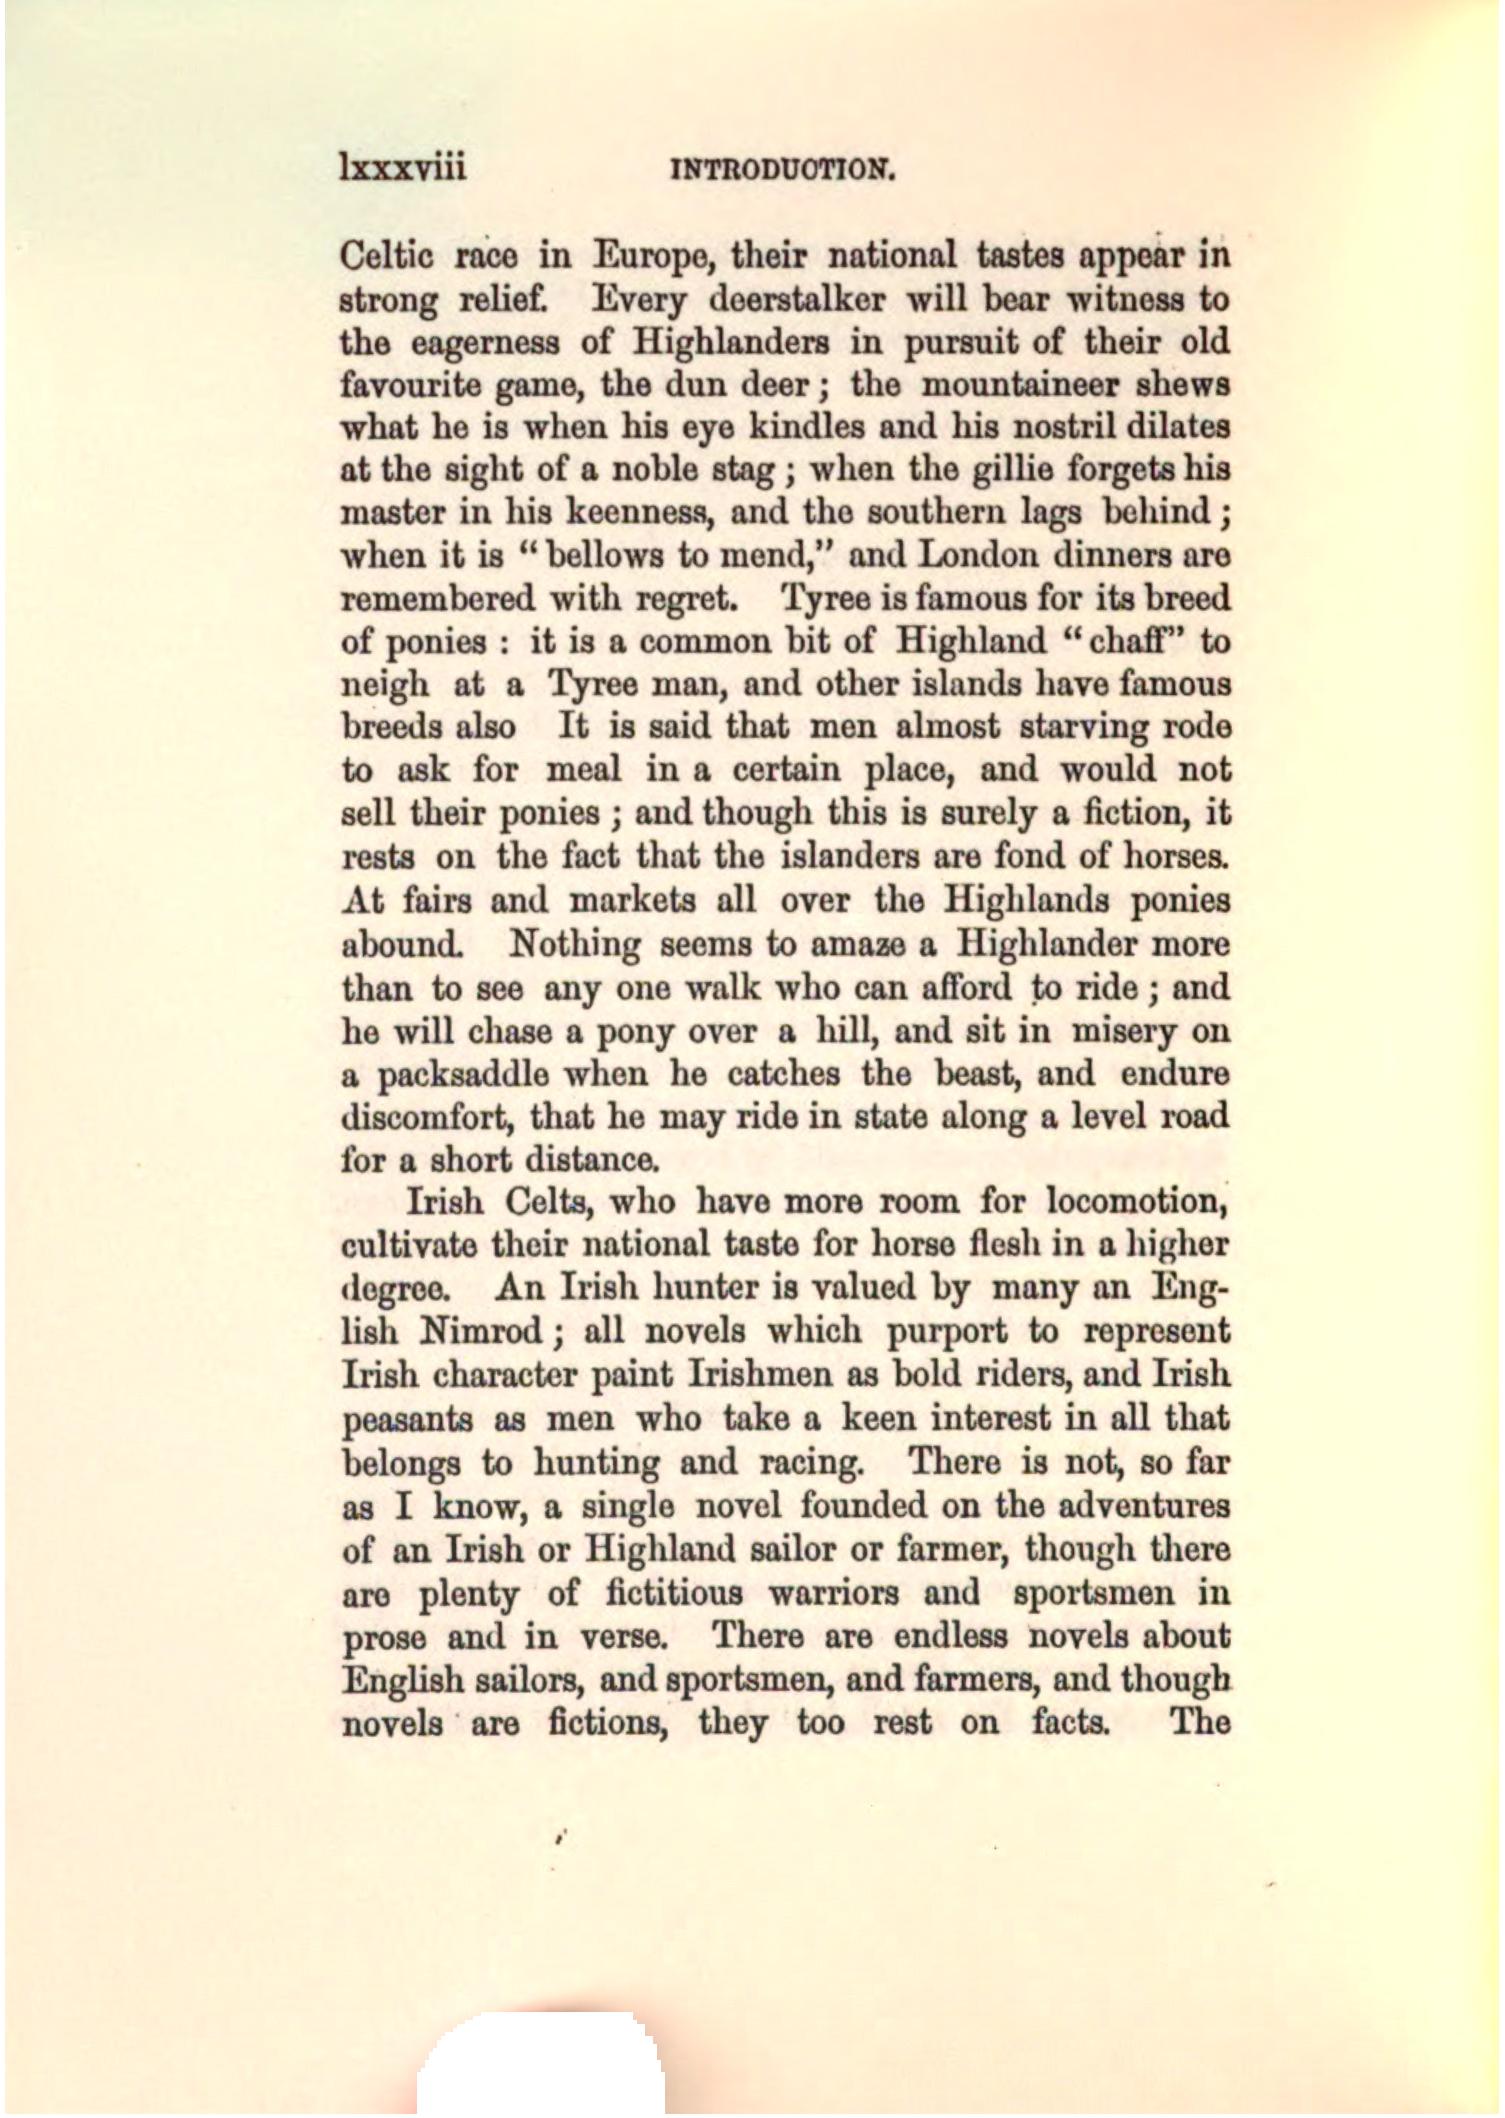 lxxxviii INTRODUCTION.
Celtic race in Europe, their national tastes appear in
strong relief. Every deerstalker will bear witness to
the eagerness of Highlanders in pursuit of their old
favourite game, the dun deer ; the mountaineer shews
what he is when his eye kindles and his nostril dilates
at the sight of a noble stag ; when the gillie forgets his
master in his keenness, and the southern lags behind ;
when it is “ bellows to mend,” and London dinners are
remembered with regret. Tyree is famous for its breed
of ponies : it is a common bit of Highland “ chaff” to
neigh at a Tyree man, and other islands have famous
breeds also It is said that men almost starving rode
to ask for meal in a certain place, and would not
sell their ponies ; and though this is surely a fiction, it
rests on the fact that the islanders are fond of horses.
At fairs and markets all over the Highlands ponies
abound. Nothing seems to amaze a Highlander more
than to see any one walk who can afford to ride ; and
he will chase a pony over a hill, and sit in misery on
a packsaddle when he catches the beast, and endure
discomfort, that he may ride in state along a level road
for a short distance.
Irish Celts, who have more room for locomotion,
cultivate their national taste for horse flesh in a higher
degree. An Irish hunter is valued by many an Eng-
lish Nimrod ; all novels which purport to represent
Irish character paint Irishmen as bold riders, and Irish
peasants as men who take a keen interest in all that
belongs to hunting and racing. There is not, so far
as I know, a single novel founded on the adventures
of an Irish or Highland sailor or farmer, though there
are plenty of fictitious warriors and sportsmen in
prose and in verse. There are endless novels about
English sailors, and sportsmen, and farmers, and though
novels are fictions, they too rest on facts. The